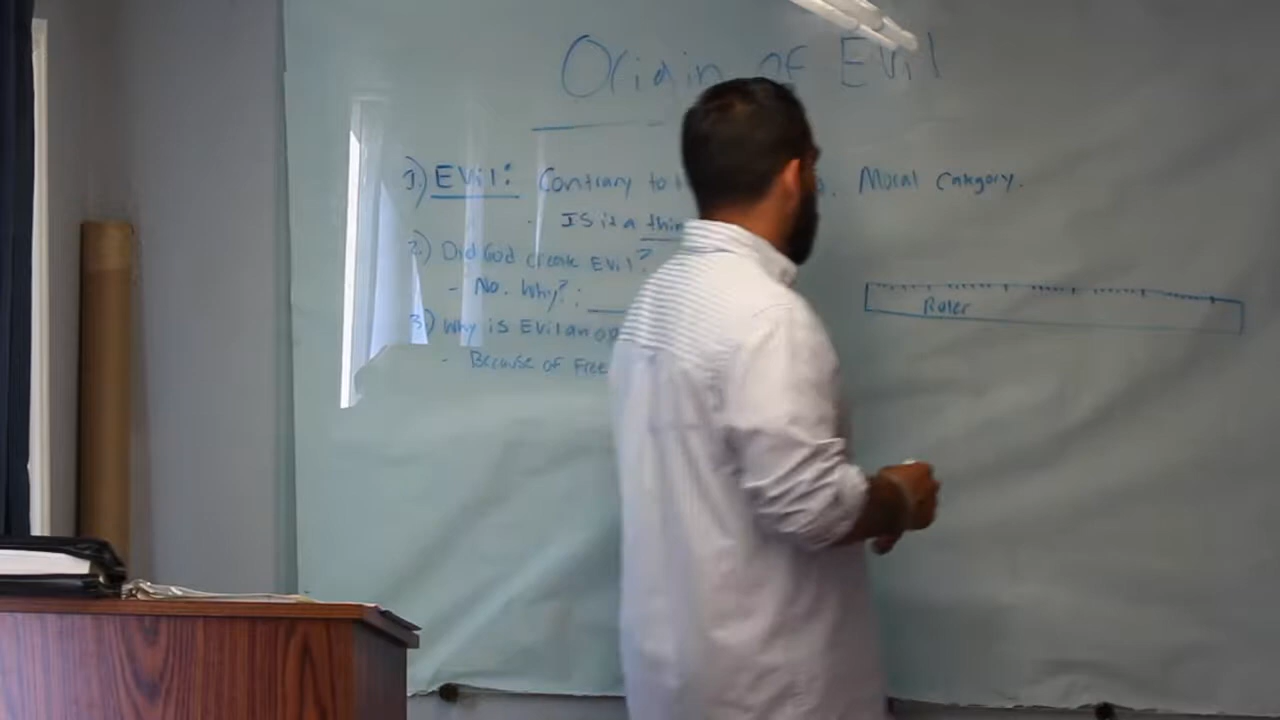 Origin of Evil
1.) EVil: Contrary to Moral Category.
- IS it a thin
2.) Did God create EVil?
- No. Why?:
3) Why is EVil an op
- Because of Free
Ruler